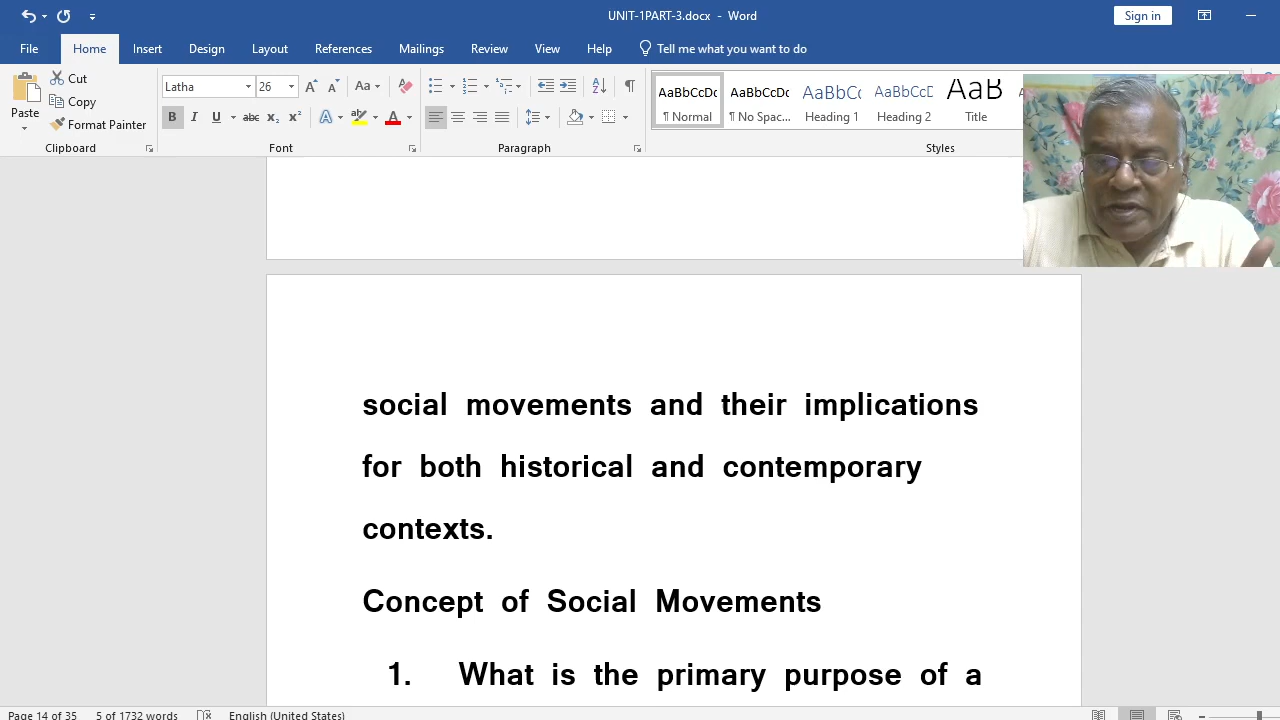 UNIT-1PART-3.docx - Word
Sign in
File Home Insert Design Layout References Mailings Review View Help Tell me what you want to do
Paste
Cut
Copy
Format Painter
Clipboard
Latha 26
Aa
B I U abc x₂ x² A A
Font
Paragraph
AaBbCcDc AaBbCcDc AaBbCc AaBbCcD AaB
¶ Normal ¶ No Spac... Heading 1 Heading 2 Title
Styles
social movements and their implications
for both historical and contemporary
contexts.
Concept of Social Movements
1. What is the primary purpose of a
Page 14 of 35 5 of 1732 words English (United States)